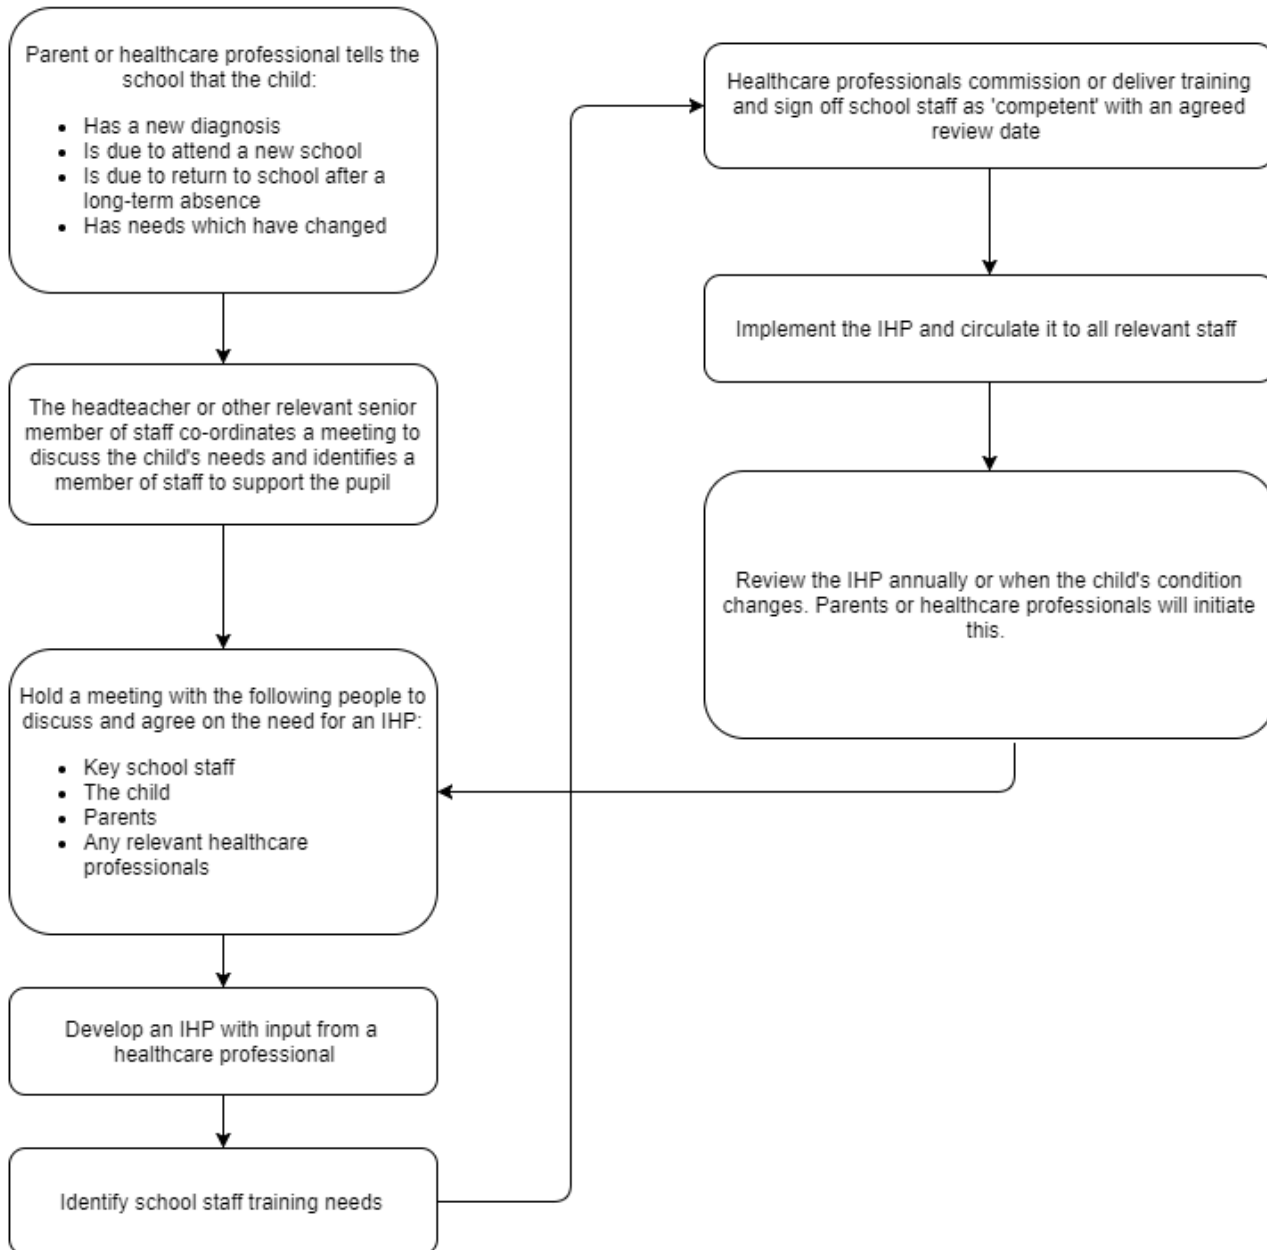 Parent or healthcare professional tells the
school that the child:
• Has a new diagnosis
• Is due to attend a new school
• Is due to return to school after a
long-term absence
• Has needs which have changed
The headteacher or other relevant senior
member of staff co-ordinates a meeting to
discuss the child's needs and identifies a
member of staff to support the pupil
Hold a meeting with the following people to
discuss and agree on the need for an IHP:
• Key school staff
• The child
• Parents
• Any relevant healthcare
professionals
Develop an IHP with input from a
healthcare professional
Identify school staff training needs
Healthcare professionals commission or deliver training
and sign off school staff as 'competent' with an agreed
review date
Implement the IHP and circulate it to all relevant staff
Review the IHP annually or when the child's condition
changes. Parents or healthcare professionals will initiate
this.